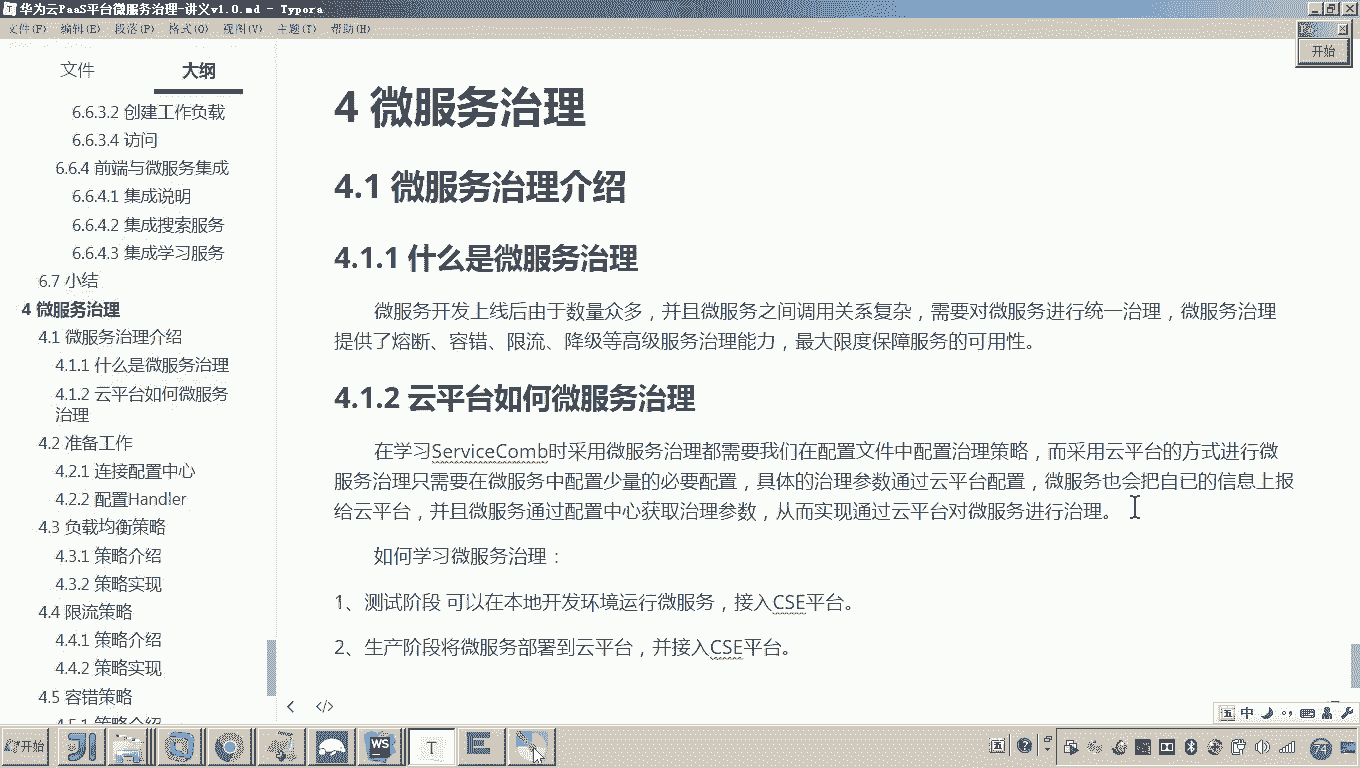 华为云PaaS平台微服务治理-讲义v1.0.md - Typora
文件(F) 编辑(E) 段落(P) 格式(O) 视图(V) 主题(T) 帮助(H)
开始
文件 大纲
6.6.3.2 创建工作负载
6.6.3.4 访问
6.6.4 前端与微服务集成
6.6.4.1 集成说明
6.6.4.2 集成搜索服务
6.6.4.3 集成学习服务
6.7 小结
4 微服务治理
4.1 微服务治理介绍
4.1.1 什么是微服务治理
4.1.2 云平台如何微服务
治理
4.2 准备工作
4.2.1 连接配置中心
4.2.2 配置Handler
4.3 负载均衡策略
4.3.1 策略介绍
4.3.2 策略实现
4.4 限流策略
4.4.1 策略介绍
4.4.2 策略实现
4.5 容错策略
4.5.1 策略介绍
4 微服务治理
4.1 微服务治理介绍
4.1.1 什么是微服务治理
微服务开发上线后由于数量众多，并且微服务之间调用关系复杂，需要对微服务进行统一治理，微服务治理
提供了熔断、容错、限流、降级等高级服务治理能力，最大限度保障服务的可用性。
4.1.2 云平台如何微服务治理
在学习ServiceComb时采用微服务治理都需要我们在配置文件中配置治理策略，而采用云平台的方式进行微
服务治理只需要在微服务中配置少量的必要配置，具体的治理参数通过云平台配置，微服务也会把自已的信息上报
给云平台，并且微服务通过配置中心获取治理参数，从而实现通过云平台对微服务进行治理。
如何学习微服务治理：
1、测试阶段 可以在本地开发环境运行微服务，接入CSE平台。
2、生产阶段将微服务部署到云平台，并接入CSE平台。
五 中
开始
WS
T
五
74